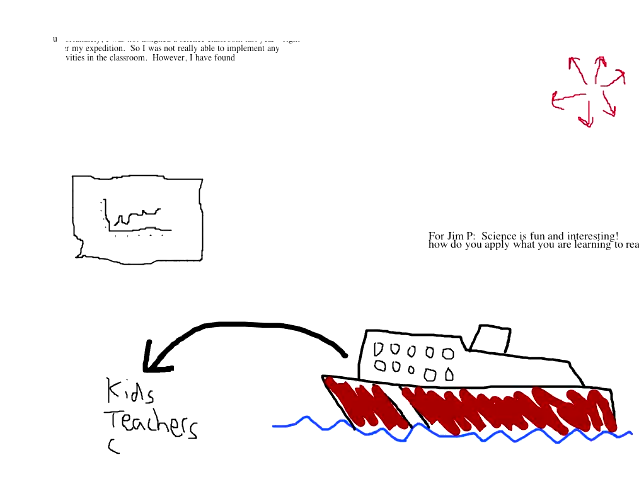 r my expedition. So I was not really able to implement any
vities in the classroom. However, I have found
For Jim P: Science is fun and interesting!
how do you apply what you are learning to rea
Kids
Teachers
C